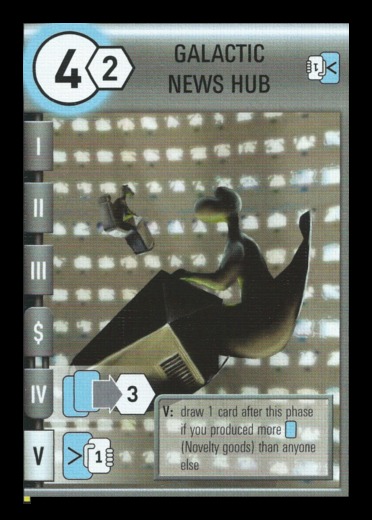 4
2
GALACTIC
NEWS HUB
1
I
II
III
$
IV
3
V
> 1
V: draw 1 card after this phase
if you produced more
(Novelty goods) than anyone
else